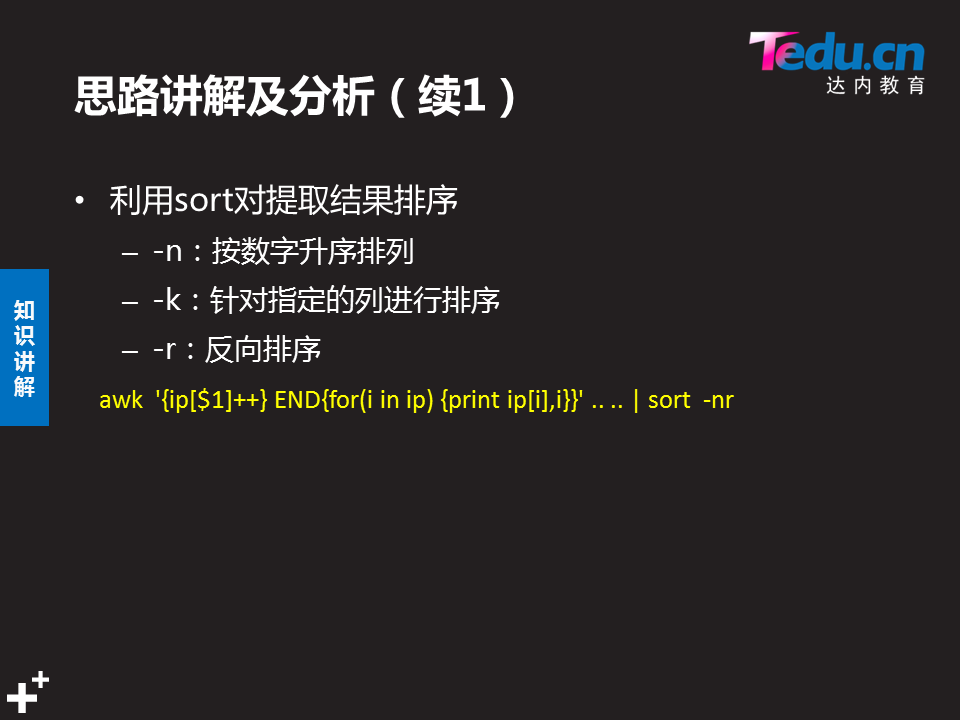 Tedu.cn
达内教育
思路讲解及分析（续1）
• 利用sort对提取结果排序
– -n：按数字升序排列
– -k：针对指定的列进行排序
– -r：反向排序
知识讲解
awk '{ip[$1]++} END{for(i in ip) {print ip[i],i}}' .. .. | sort -nr